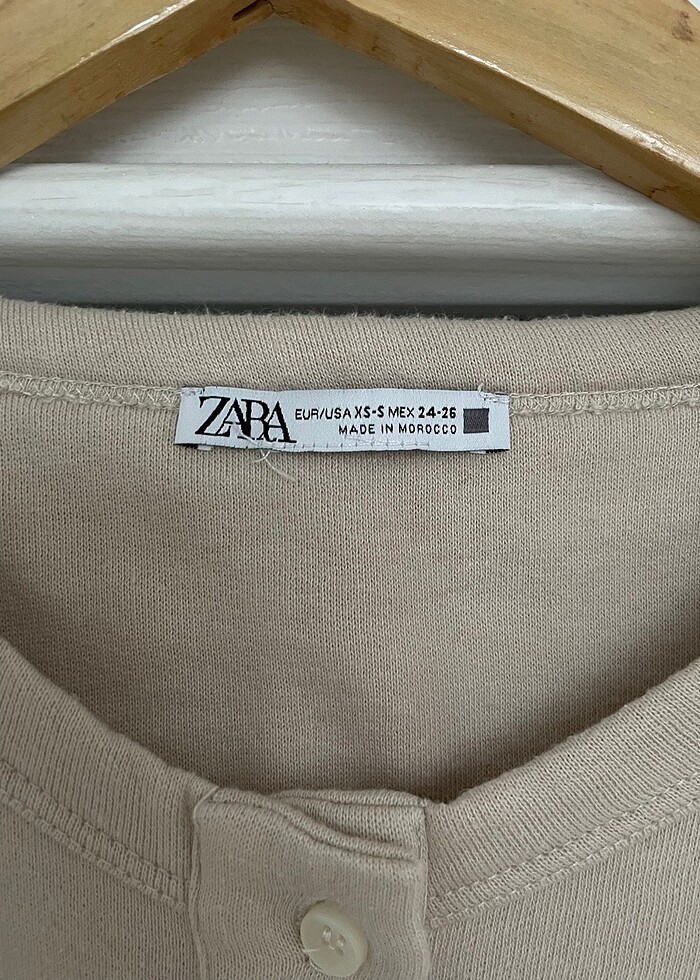 ZARA EUR/USA XS-S MEX 24-26
MADE IN MOROCCO